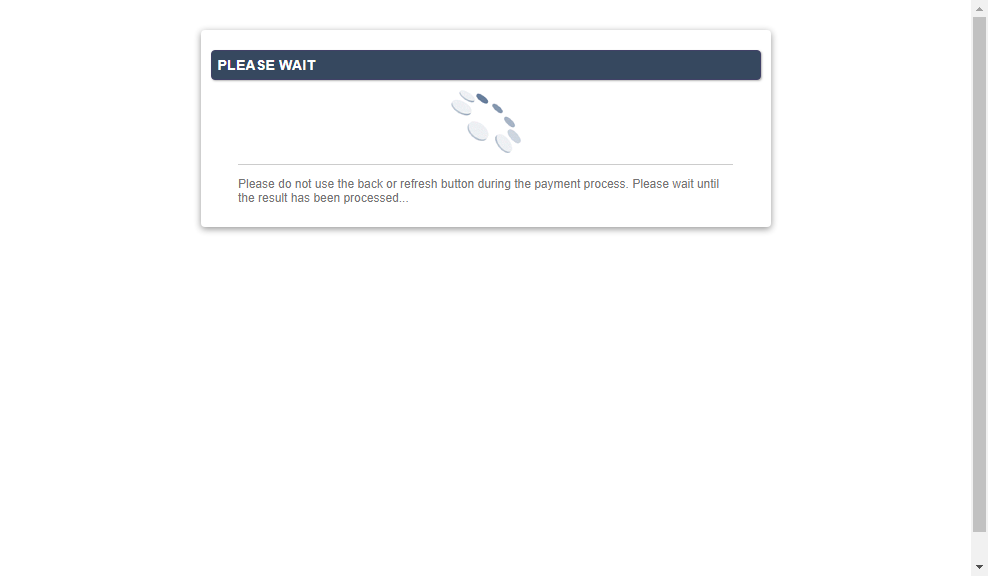 PLEASE WAIT
Please do not use the back or refresh button during the payment process. Please wait until
the result has been processed...